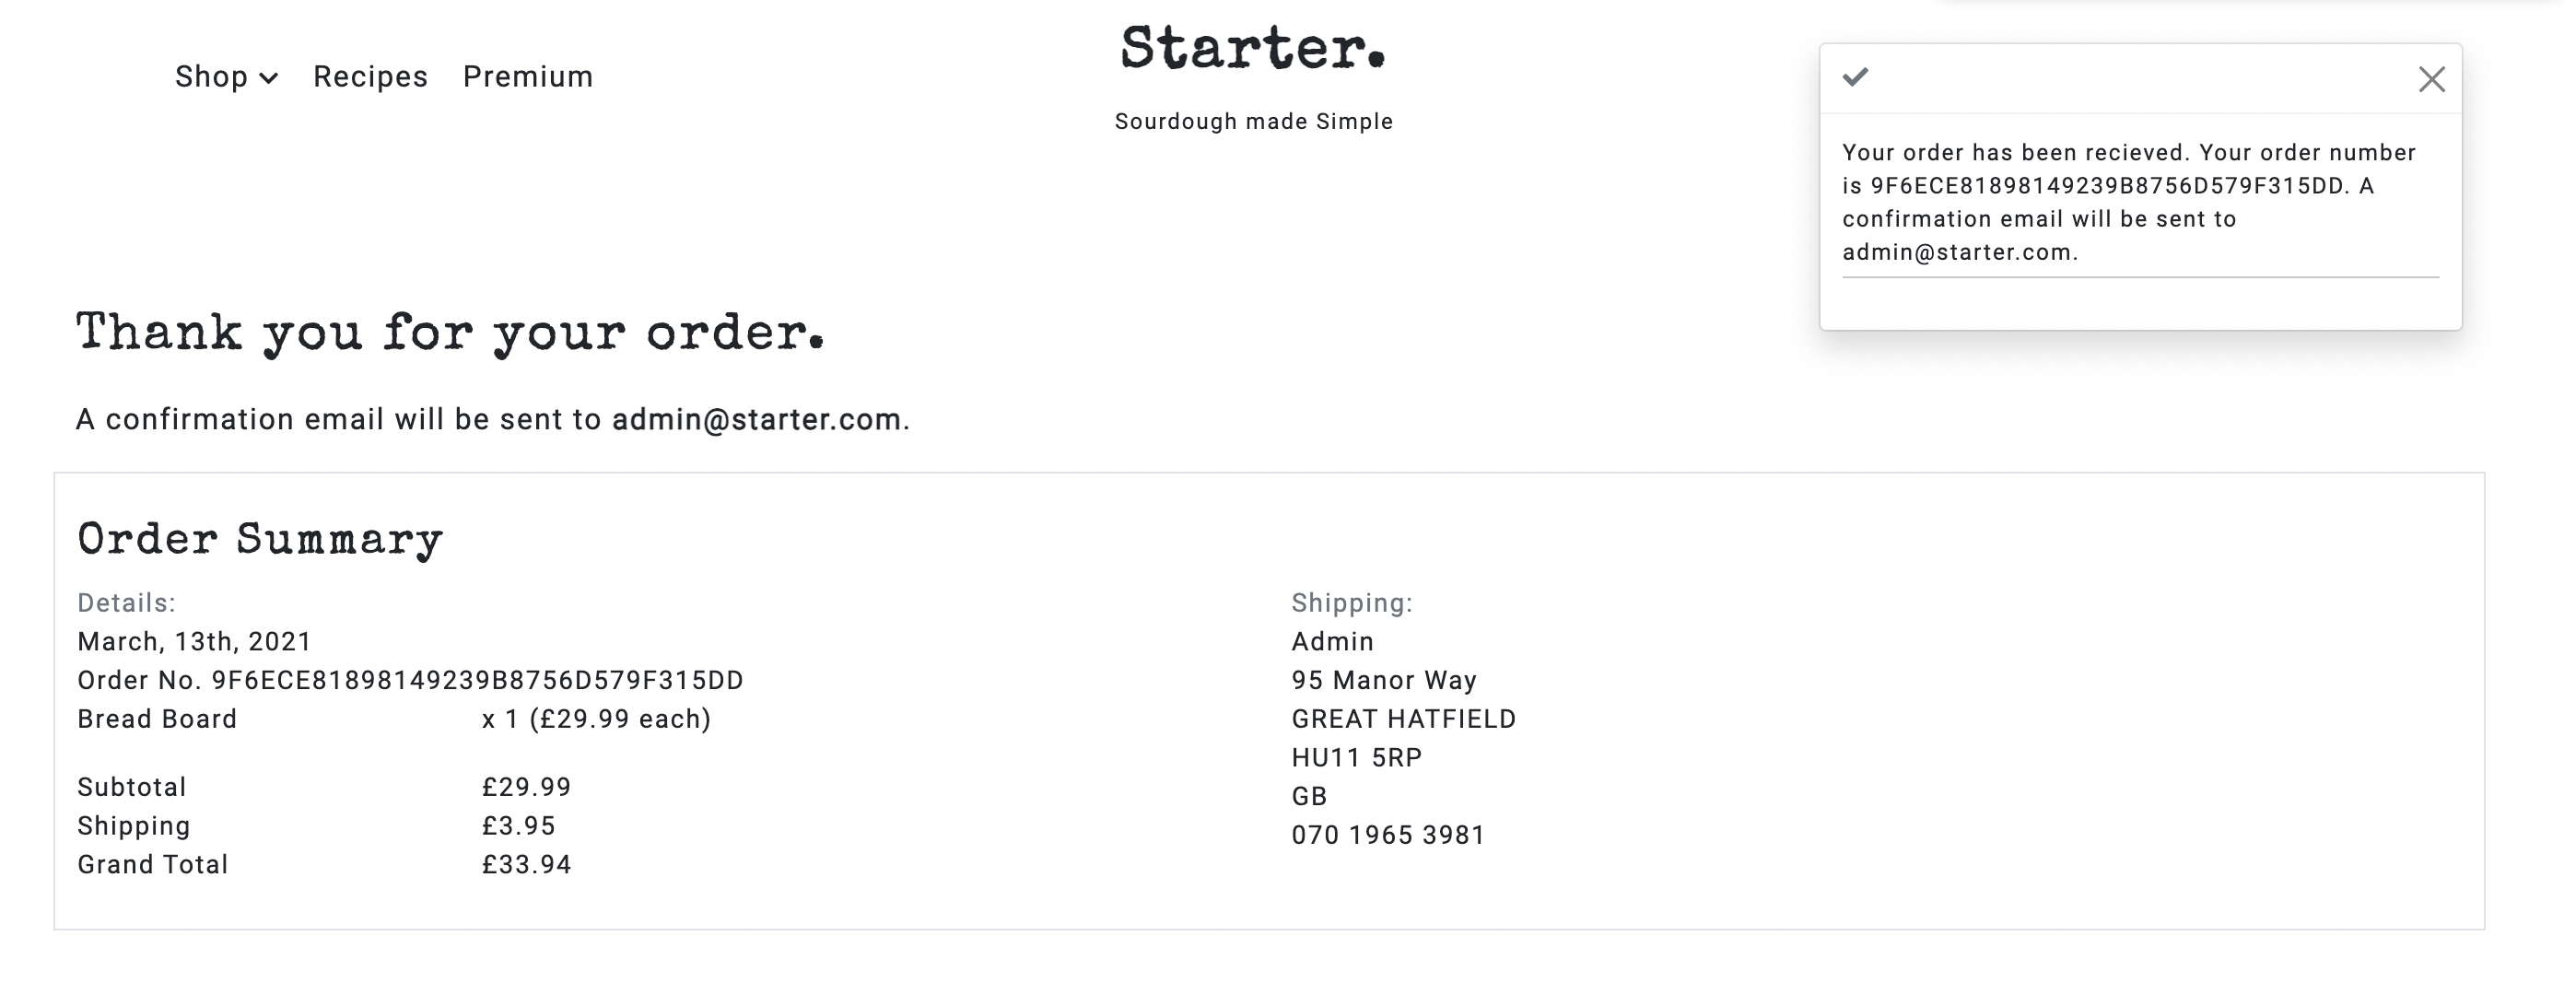 Shop Recipes Premium
Starter.
Sourdough made Simple
Your order has been recieved. Your order number
is 9F6ECE81898149239B8756D579F315DD. A
confirmation email will be sent to
admin@starter.com.
Thank you for your order.
A confirmation email will be sent to admin@starter.com.
Order Summary
Details:
March, 13th, 2021
Order No. 9F6ECE81898149239B8756D579F315DD
Bread Board x 1 (£29.99 each)
Subtotal £29.99
Shipping £3.95
Grand Total £33.94
Shipping:
Admin
95 Manor Way
GREAT HATFIELD
HU11 5RP
GB
070 1965 3981